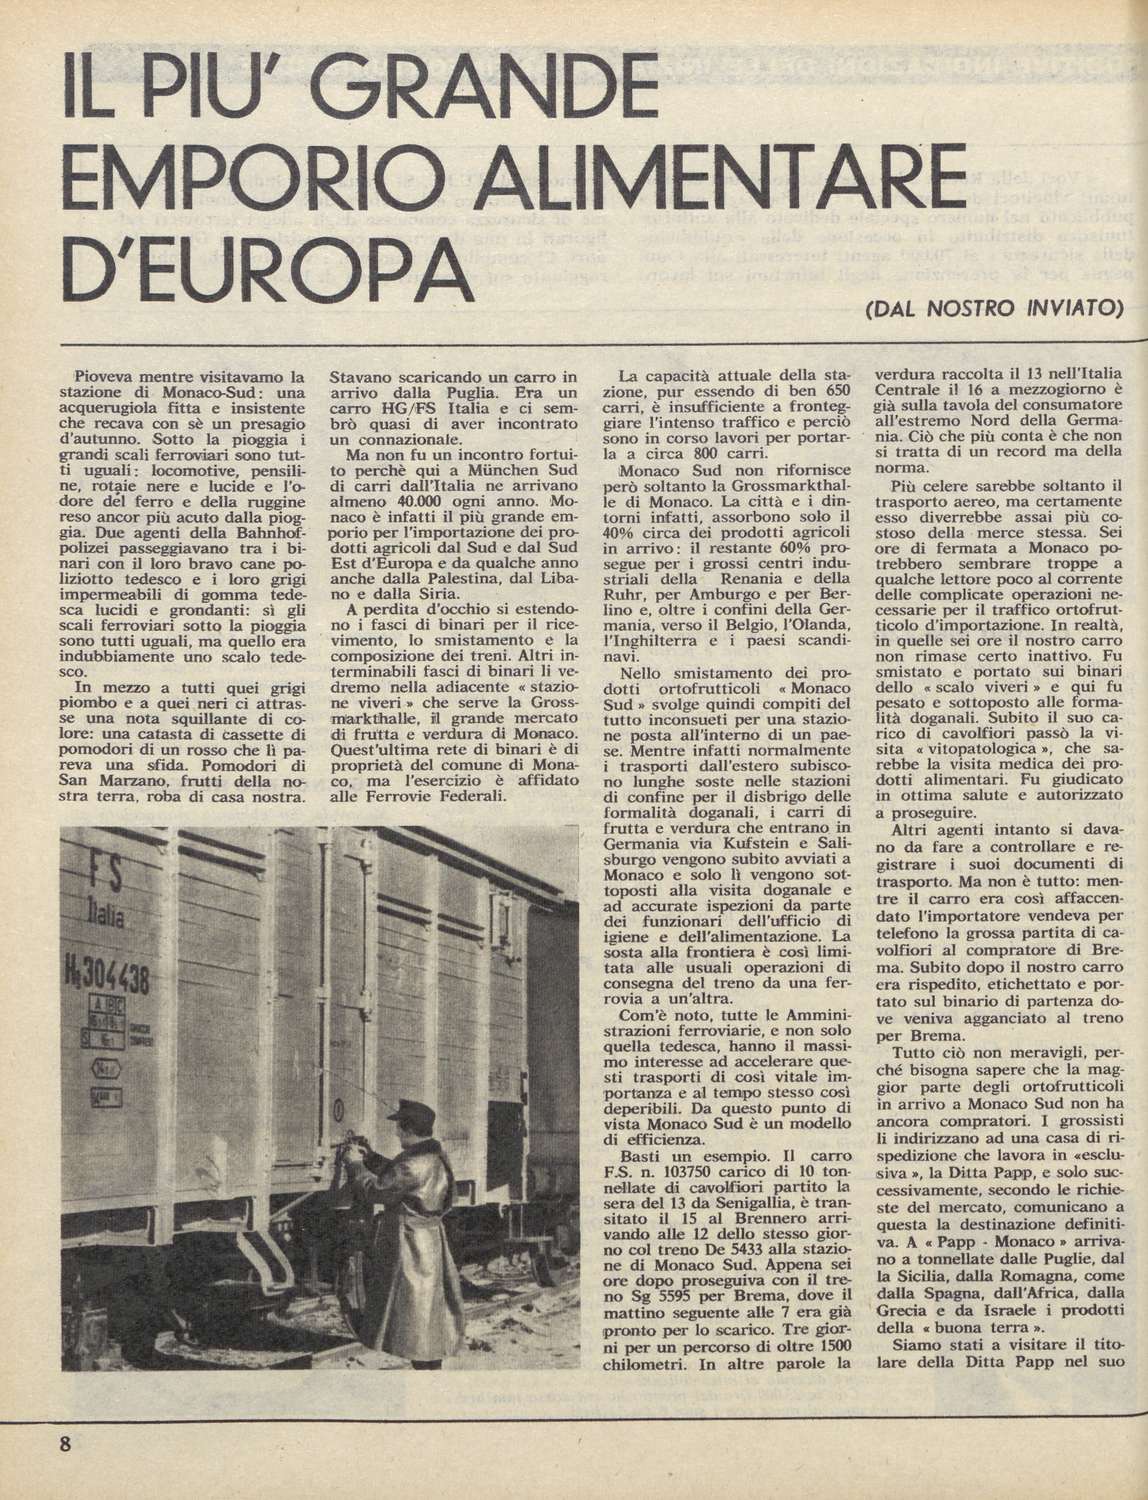 IL PIU' GRANDE
EMPORIO ALIMENTARE
D'EUROPA
(DAL NOSTRO INVIATO)
Pioveva mentre visitavamo la
stazione di Monaco-Sud: una
acquerugiola fitta e insistente
che recava con sè un presagio
d'autunno. Sotto la pioggia i
grandi scali ferroviari sono tut-
ti uguali: locomotive, pensili-
ne, rotaie nere e lucide e l'o-
dore del ferro e della ruggine
reso ancor più acuto dalla piog-
gia. Due agenti della Bahnhof-
polizei passeggiavano tra i bi-
nari con il loro bravo cane po-
liziotto tedesco e i loro grigi
impermeabili di gomma tede-
sca lucidi e grondanti: sì gli
scali ferroviari sotto la pioggia
sono tutti uguali, ma quello era
indubbiamente uno scalo tede-
sco.
In mezzo a tutti quei grigi
piombo e a quei neri ci attras-
se una nota squillante di co-
lore: una catasta di cassette di
pomodori di un rosso che lì pa-
reva una sfida. Pomodori di
San Marzano, frutti della no-
stra terra, roba di casa nostra.
Stavano scaricando un carro in
arrivo dalla Puglia. Era un
carro HG/FS Italia e ci sem-
brò quasi di aver incontrato
un connazionale.
Ma non fu un incontro fortui-
to perchè qui a München Sud
di carri dall'Italia ne arrivano
almeno 40.000 ogni anno. Mo-
naco è infatti il più grande em-
porio per l'importazione dei pro-
dotti agricoli dal Sud e dal Sud
Est d'Europa e da qualche anno
anche dalla Palestina, dal Liba-
no e dalla Siria.
A perdita d'occhio si estendo-
no i fasci di binari per il rice-
vimento, lo smistamento e la
composizione dei treni. Altri in-
terminabili fasci di binari li ve-
dremo nella adiacente « stazio-
ne viveri » che serve la Gross-
markthalle, il grande mercato
di frutta e verdura di Monaco.
Quest'ultima rete di binari è di
proprietà del comune di Mona-
co, ma l'esercizio è affidato
alle Ferrovie Federali.
FS
Italia
304438
La capacità attuale della sta-
zione, pur essendo di ben 650
carri, è insufficiente a fronteg-
giare l'intenso traffico e perciò
sono in corso lavori per portar-
la a circa 800 carri.
Monaco Sud non rifornisce
però soltanto la Grossmarkthal-
le di Monaco. La città e i din-
torni infatti, assorbono solo il
40% circa dei prodotti agricoli
in arrivo: il restante 60% pro-
segue per i grossi centri indu-
striali della Renania e della
Ruhr, per Amburgo e per Ber-
lino e, oltre i confini della Ger-
mania, verso il Belgio, l'Olanda,
l'Inghilterra e i paesi scandi-
navi.
Nello smistamento dei pro-
dotti ortofrutticoli « Monaco
Sud » svolge quindi compiti del
tutto inconsueti per una stazio-
ne posta all'interno di un pae-
se. Mentre infatti normalmente
i trasporti dall'estero subisco-
no lunghe soste nelle stazioni
di confine per il disbrigo delle
formalità doganali, i carri di
frutta e verdura che entrano in
Germania via Kufstein e Sali-
sburgo vengono subito avviati a
Monaco e solo lì vengono sot-
toposti alla visita doganale e
ad accurate ispezioni da parte
dei funzionari dell'ufficio di
igiene e dell'alimentazione. La
sosta alla frontiera è così limi-
tata alle usuali operazioni di
consegna del treno da una fer-
rovia a un'altra.
Com'è noto, tutte le Ammini-
strazioni ferroviarie, e non solo
quella tedesca, hanno il massi-
mo interesse ad accelerare que-
sti trasporti di così vitale im-
portanza e al tempo stesso così
deperibili. Da questo punto di
vista Monaco Sud è un modello
di efficienza.
Basti un esempio. Il carro
F.S. n. 103750 carico di 10 ton-
nellate di cavolfiori partito la
sera del 13 da Senigallia, è tran-
sitato il 15 al Brennero arri-
vando alle 12 dello stesso gior-
no col treno De 5433 alla stazio-
ne di Monaco Sud. Appena sei
ore dopo proseguiva con il tre-
no Sg 5595 per Brema, dove il
mattino seguente alle 7 era già
pronto per lo scarico. Tre gior-
ni per un percorso di oltre 1500
chilometri. In altre parole la
verdura raccolta il 13 nell'Italia
Centrale il 16 a mezzogiorno è
già sulla tavola del consumatore
all'estremo Nord della Germa-
nia. Ciò che più conta è che non
si tratta di un record ma della
norma.
Più celere sarebbe soltanto il
trasporto aereo, ma certamente
esso diverrebbe assai più co-
stoso della merce stessa. Sei
ore di fermata a Monaco po-
trebbero sembrare troppe a
qualche lettore poco al corrente
delle complicate operazioni ne-
cessarie per il traffico ortofrut-
ticolo d'importazione. In realtà,
in quelle sei ore il nostro carro
non rimase certo inattivo. Fu
smistato e portato sui binari
dello « scalo viveri » e qui fu
pesato e sottoposto alle forma-
lità doganali. Subito il suo ca-
rico di cavolfiori passò la vi-
sita « vitopatologica », che sa-
rebbe la visita medica dei pro-
dotti alimentari. Fu giudicato
in ottima salute e autorizzato
a proseguire.
Altri agenti intanto si dava-
no da fare a controllare e re-
gistrare i suoi documenti di
trasporto. Ma non è tutto: men-
tre il carro era così affaccen-
dato l'importatore vendeva per
telefono la grossa partita di ca-
volfiori al compratore di Bre-
ma. Subito dopo il nostro carro
era rispedito, etichettato e por-
tato sul binario di partenza do-
ve veniva agganciato al treno
per Brema.
Tutto ciò non meravigli, per-
ché bisogna sapere che la mag-
gior parte degli ortofrutticoli
in arrivo a Monaco Sud non ha
ancora compratori. I grossisti
li indirizzano ad una casa di ri-
spedizione che lavora in «esclu-
siva », la Ditta Papp, e solo suc-
cessivamente, secondo le richie-
ste del mercato, comunicano a
questa la destinazione definiti-
va. A « Papp - Monaco » arriva-
no a tonnellate dalle Puglie, dal
la Sicilia, dalla Romagna, come
dalla Spagna, dall'Africa, dalla
Grecia e da Israele i prodotti
della « buona terra ».
Siamo stati a visitare il tito-
lare della Ditta Papp nel suo
8